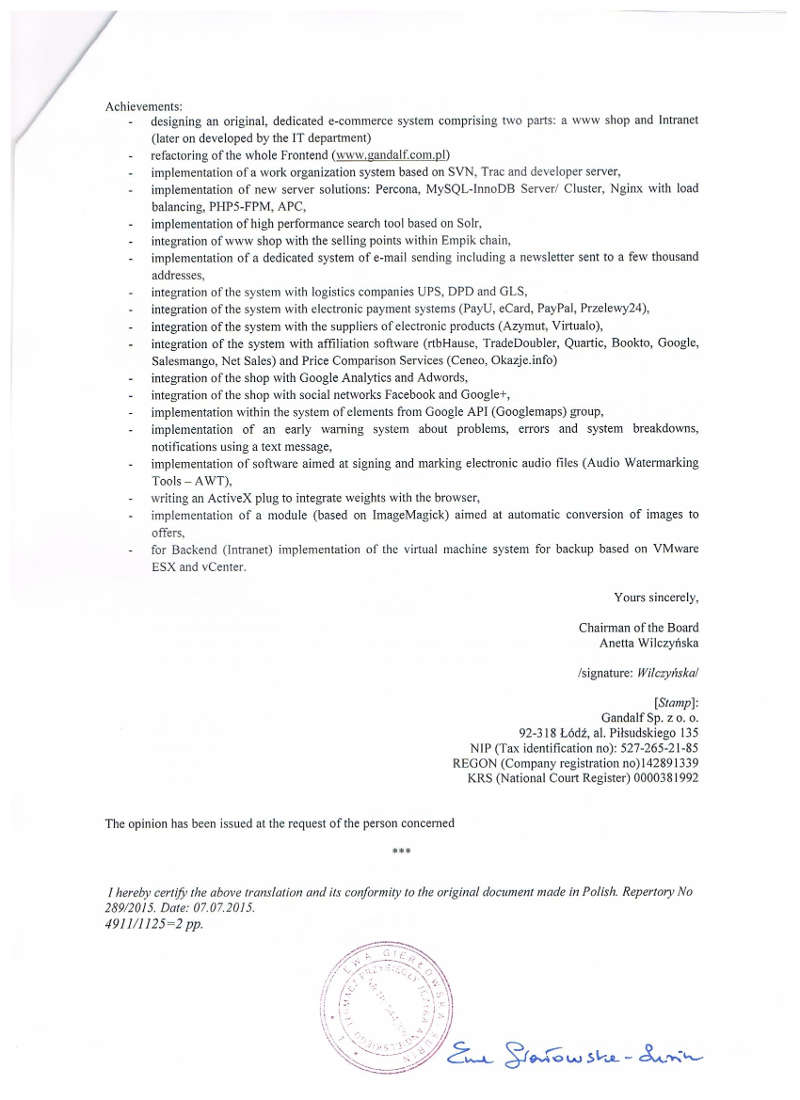 Achievements:
- designing an original, dedicated e-commerce system comprising two parts: a www shop and Intranet
(later on developed by the IT department)
- refactoring of the whole Frontend (www.gandalf.com.pl)
- implementation of a work organization system based on SVN, Trac and developer server,
- implementation of new server solutions: Percona, MySQL-InnoDB Server/ Cluster, Nginx with load
balancing, PHP5-FPM, APC,
- implementation of high performance search tool based on Solr,
- integration of www shop with the selling points within Empik chain,
- implementation of a dedicated system of e-mail sending including a newsletter sent to a few thousand
addresses,
- integration of the system with logistics companies UPS, DPD and GLS,
- integration of the system with electronic payment systems (PayU, eCard, PayPal, Przelewy24),
- integration of the system with the suppliers of electronic products (Azymut, Virtualo),
- integration of the system with affiliation software (rtbHause, TradeDoubler, Quartic, Bookto, Google,
Salesmango, Net Sales) and Price Comparison Services (Ceneo, Okazje.info)
- integration of the shop with Google Analytics and Adwords,
- integration of the shop with social networks Facebook and Google+,
- implementation within the system of elements from Google API (Googlemaps) group,
- implementation of an early warning system about problems, errors and system breakdowns,
notifications using a text message,
- implementation of software aimed at signing and marking electronic audio files (Audio Watermarking
Tools – AWT),
- writing an ActiveX plug to integrate weights with the browser,
- implementation of a module (based on ImageMagick) aimed at automatic conversion of images to
offers,
- for Backend (Intranet) implementation of the virtual machine system for backup based on VMware
ESX and vCenter.
Yours sincerely,
Chairman of the Board
Anetta Wilczyńska
/signature: Wilczyńska/
[Stamp]:
Gandalf Sp. z o. o.
92-318 Łódź, al. Piłsudskiego 135
NIP (Tax identification no): 527-265-21-85
REGON (Company registration no)142891339
KRS (National Court Register) 0000381992
The opinion has been issued at the request of the person concerned
***
I hereby certify the above translation and its conformity to the original document made in Polish. Repertory No
289/2015. Date: 07.07.2015.
4911/1125=2 pp.
EWA GIERŁOWSKA SURIN
TŁUMACZ PRZYSIĘGŁY JĘZYKA ANGIELSKIEGO